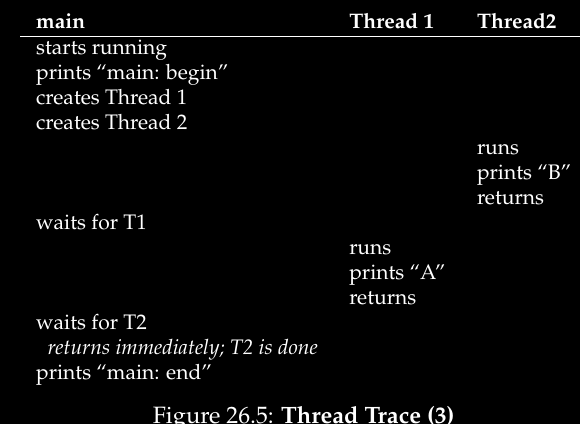 main Thread 1 Thread2
starts running
prints “main: begin”
creates Thread 1
creates Thread 2
runs
prints “B”
returns
waits for T1
runs
prints “A”
returns
waits for T2
returns immediately; T2 is done
prints “main: end”
Figure 26.5: Thread Trace (3)